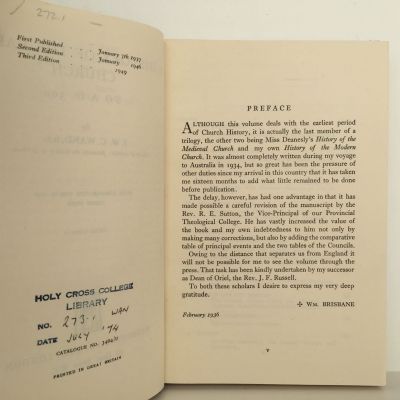 272.1
First Published . . January 7th 1937
Second Edition . . January 1946
Third Edition . . 1949
HOLY CROSS COLLEGE
LIBRARY
NO. 273.1 WAN
DATE JULY '74
CATALOGUE NO. 3404/U
PRINTED IN GREAT BRITAIN
PREFACE
ALTHOUGH this volume deals with the earliest period
of Church History, it is actually the last member of a
trilogy, the other two being Miss Deanesly's History of the
Medieval Church and my own History of the Modern
Church. It was almost completely written during my voyage
to Australia in 1934, but so great has been the pressure of
other duties since my arrival in this country that it has taken
me sixteen months to add what little remained to be done
before publication.
The delay, however, has had one advantage in that it has
made possible a careful revision of the manuscript by the
Rev. R. E. Sutton, the Vice-Principal of our Provincial
Theological College. He has vastly increased the value of
the book and my own indebtedness to him not only by
making many corrections, but also by adding the comparative
table of principal events and the two tables of the Councils.
Owing to the distance that separates us from England it
will not be possible for me to see the volume through the
press. That task has been kindly undertaken by my successor
as Dean of Oriel, the Rev. J. F. Russell.
To both these scholars I desire to express my very deep
gratitude.
✠ WM. BRISBANE
February 1936
v